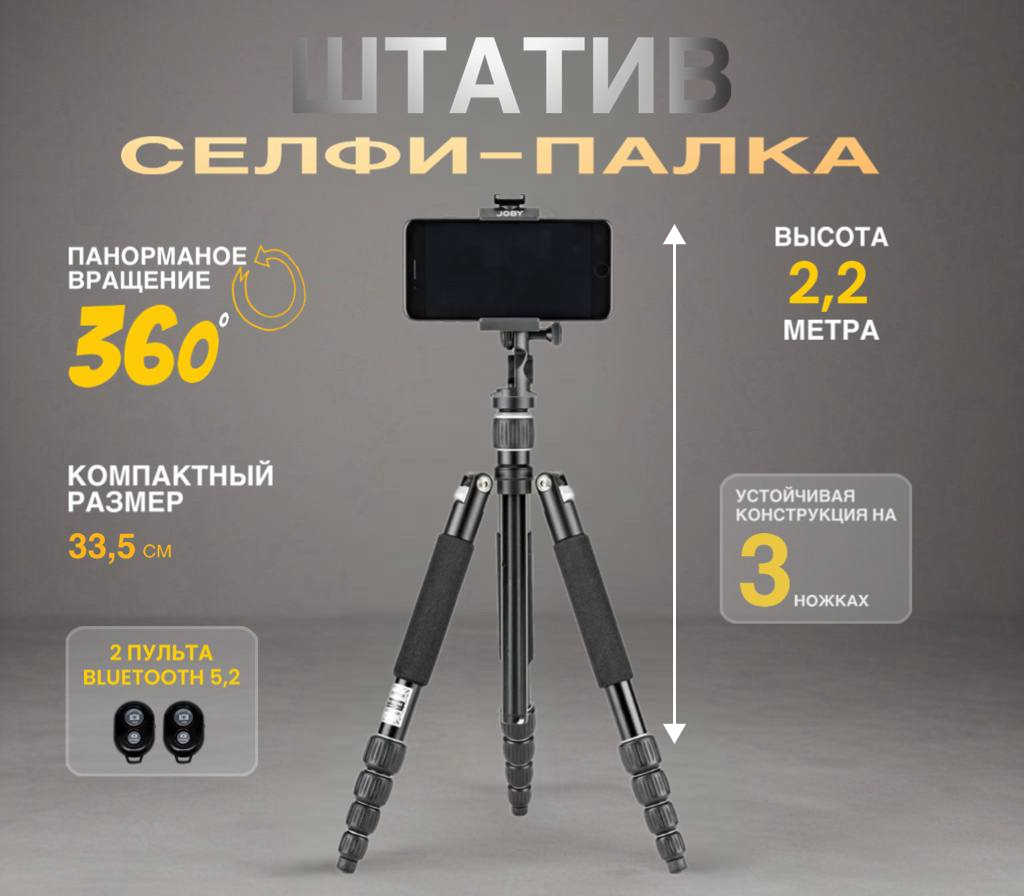 ШТАТИВ
СЕЛФИ-ПАЛКА
JOBY
ПАНОРМАНОЕ
ВРАЩЕНИЕ
360°
ВЫСОТА
2,2
МЕТРА
КОМПАКТНЫЙ
РАЗМЕР
33,5 СМ
УСТОЙЧИВАЯ
КОНСТРУКЦИЯ НА
3 НОЖКАХ
2 ПУЛЬТА
BLUETOOTH 5,2